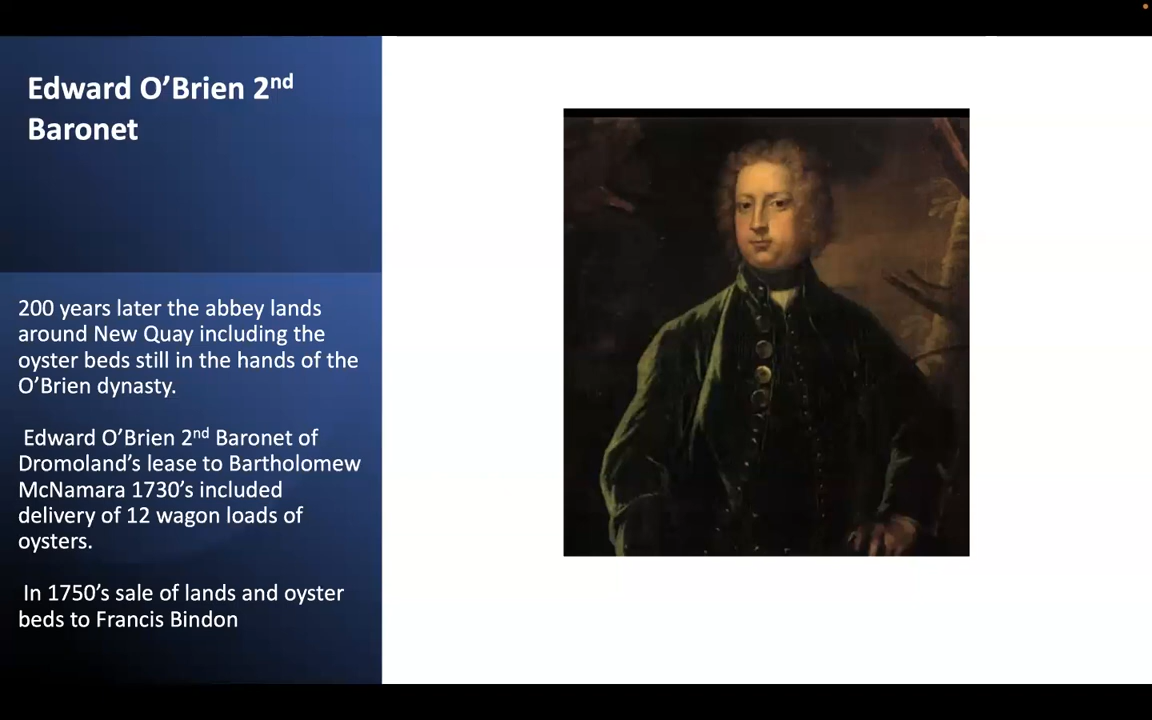 Edward O’Brien 2nd
Baronet
200 years later the abbey lands
around New Quay including the
oyster beds still in the hands of the
O’Brien dynasty.
Edward O’Brien 2nd Baronet of
Dromoland’s lease to Bartholomew
McNamara 1730’s included
delivery of 12 wagon loads of
oysters.
In 1750’s sale of lands and oyster
beds to Francis Bindon